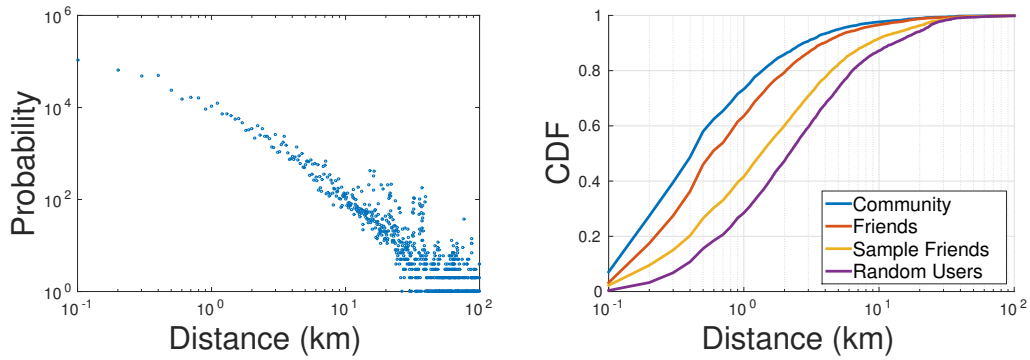 10^6
10^4
10^2
10^0
Probability
10^-1
10^0
10^1
10^2
Distance (km)
1
0.8
0.6
0.4
0.2
0
CDF
Community
Friends
Sample Friends
Random Users
10^-1
10^0
10^1
10^2
Distance (km)